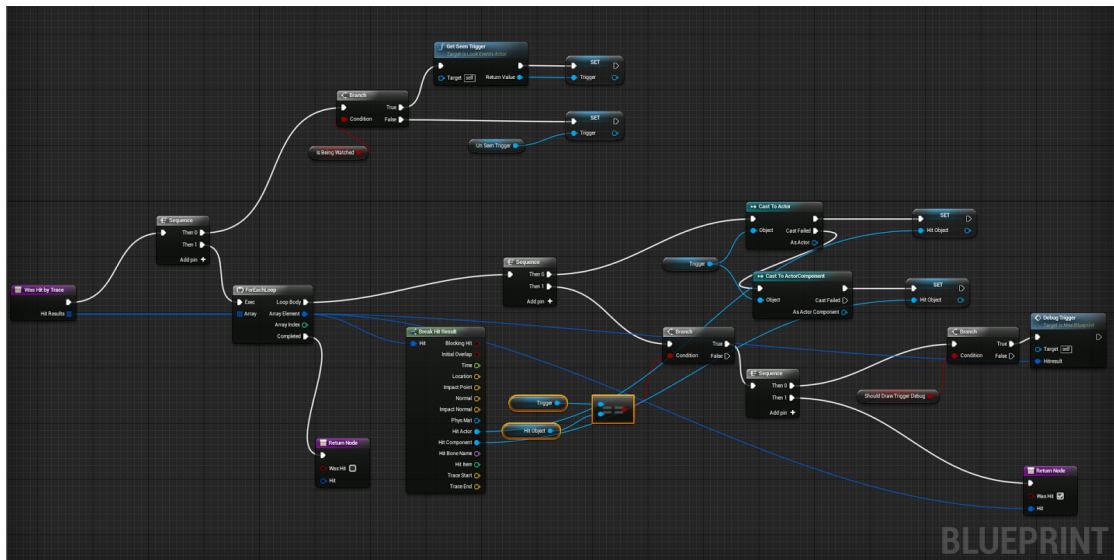 Get Seen Trigger
Target is Look Events Actor
Target self
Return Value
SET
Trigger
Branch
True
Condition
False
SET
Trigger
Un Seen Trigger
Is Being Watched
Sequence
Then 0
Then 1
Add pin +
Cast To Actor
Object
Cast Failed
As Actor
SET
Hit Object
Trigger
Cast To ActorComponent
Object
Cast Failed
As Actor Component
SET
Hit Object
Sequence
Then 0
Then 1
Add pin +
Was Hit by Trace
Hit Results
ForEachLoop
Exec
Loop Body
Array
Array Element
Array Index
Completed
Break Hit Result
Hit
Blocking Hit
Initial Overlap
Time
Location
Impact Point
Normal
Impact Normal
Phys Mat
Hit Actor
Hit Component
Hit Bone Name
Hit Item
Trace Start
Trace End
Branch
True
Condition
False
Branch
True
Condition
False
Debug Trigger
Target is New Blueprint
Target self
Hitresult
Sequence
Then 0
Then 1
Add pin +
Should Draw Trigger Debug
Trigger
==
Hit Object
Return Node
Was Hit
Hit
Return Node
Was Hit
Hit
BLUEPRINT